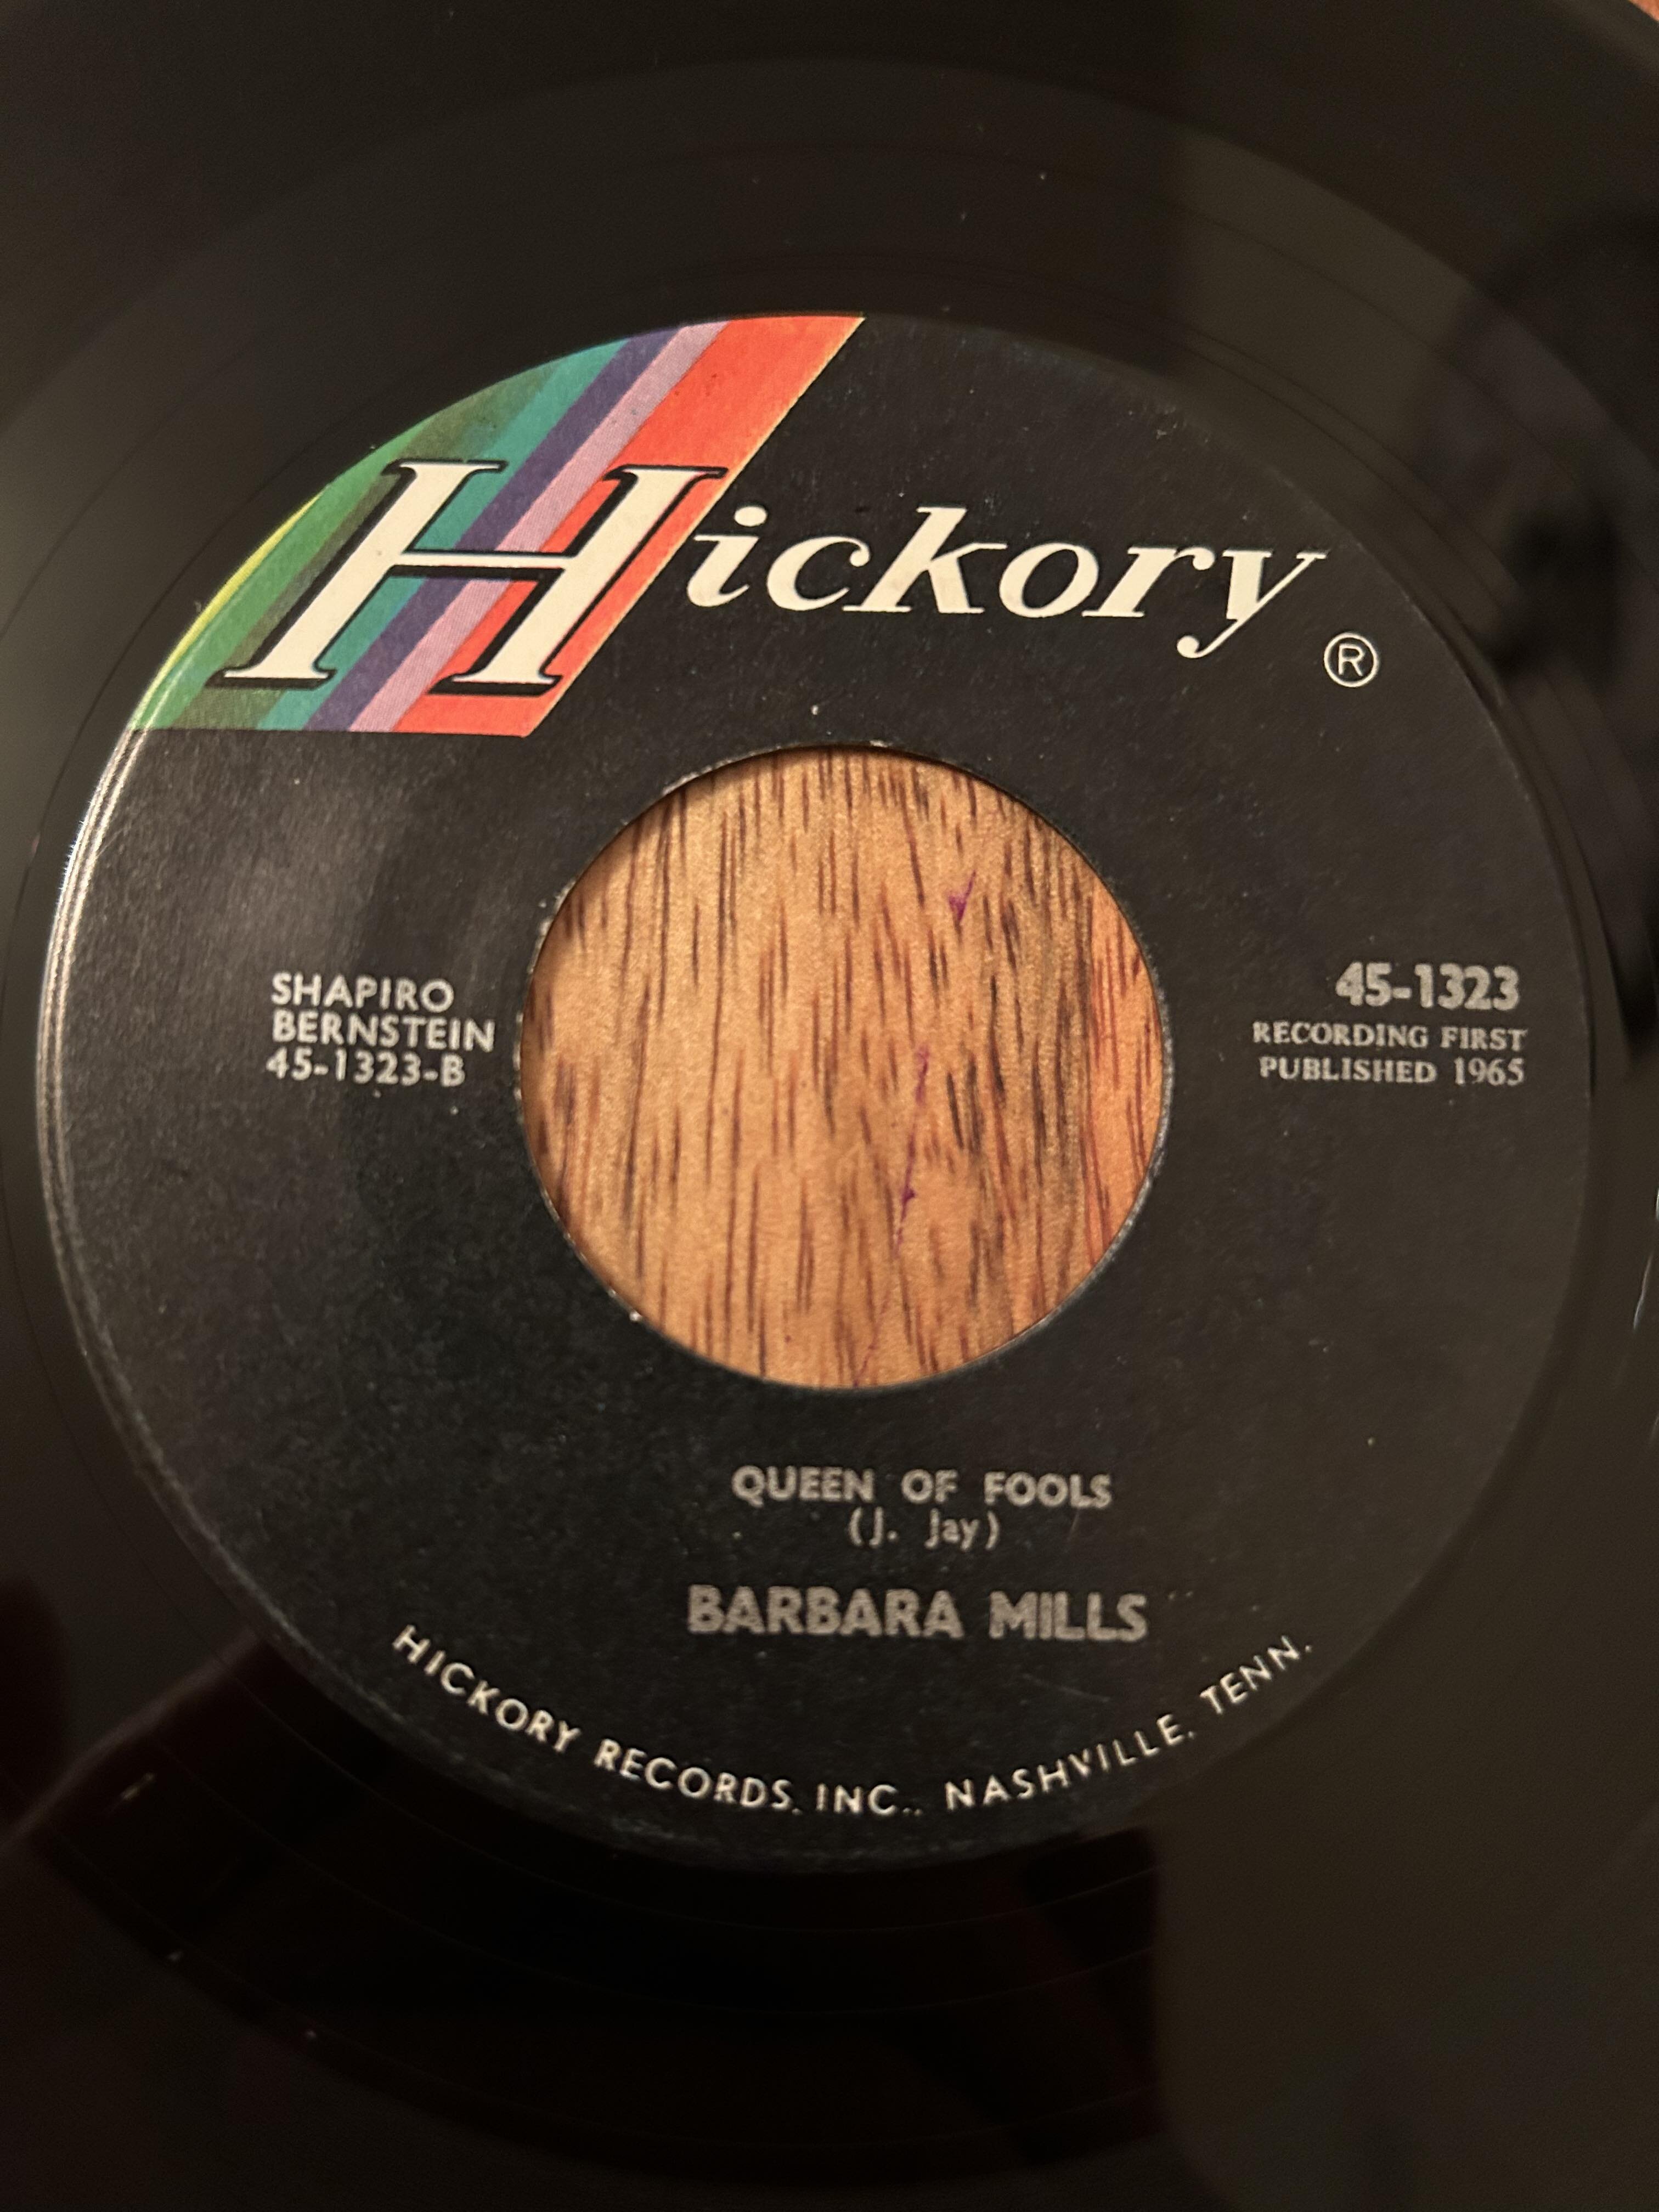 Hickory
®
SHAPIRO
BERNSTEIN
45-1323-B
45-1323
RECORDING FIRST
PUBLISHED 1965
QUEEN OF FOOLS
(J. Jay)
BARBARA MILLS
HICKORY RECORDS, INC., NASHVILLE, TENN.